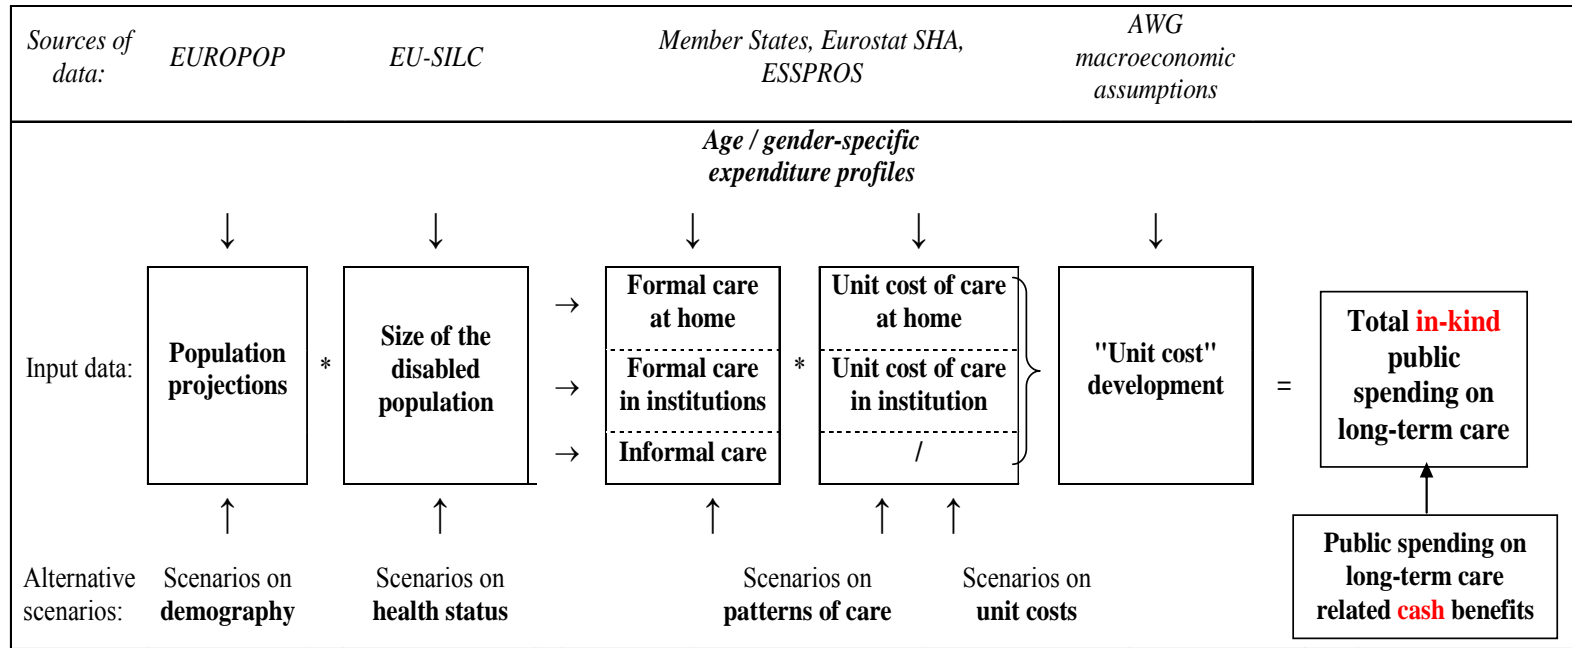 Sources of
data:
EUROPOP
EU-SILC
Member States, Eurostat SHA,
ESSPROS
AWG
macroeconomic
assumptions
Age / gender-specific
expenditure profiles
↓ ↓ ↓ ↓ ↓
Input data:
Population
projections
*
Size of the
disabled
population
→
→
→
Formal care
at home
Formal care
in institutions
Informal care
*
Unit cost of care
at home
Unit cost of care
in institution
/
"Unit cost"
development
=
Total in-kind
public
spending on
long-term care
↑ ↑ ↑ ↑ ↑
Alternative
scenarios:
Scenarios on
demography
Scenarios on
health status
Scenarios on
patterns of care
Scenarios on
unit costs
Public spending on
long-term care
related cash benefits